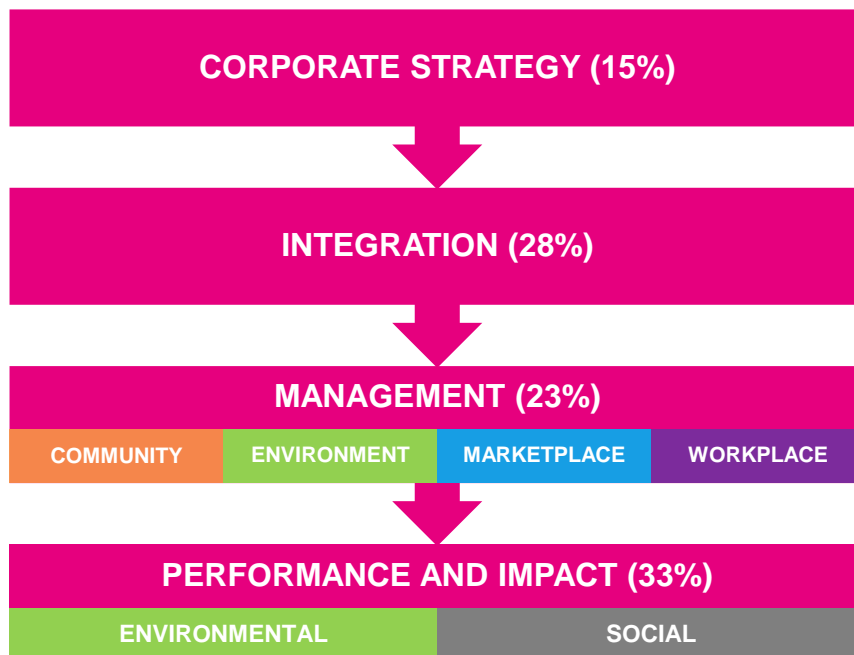 CORPORATE STRATEGY (15%)
INTEGRATION (28%)
MANAGEMENT (23%)
COMMUNITY ENVIRONMENT MARKETPLACE WORKPLACE
PERFORMANCE AND IMPACT (33%)
ENVIRONMENTAL SOCIAL